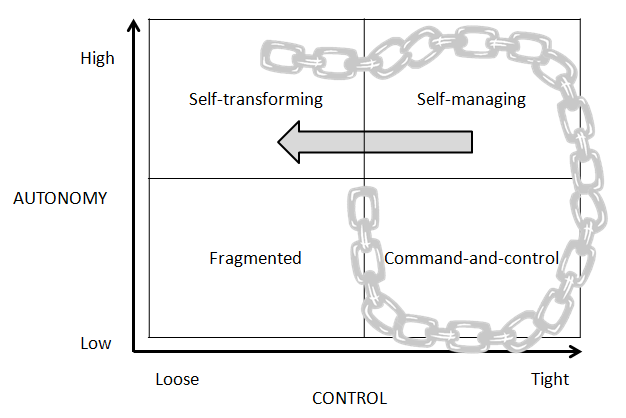 High
Self-transforming
Self-managing
AUTONOMY
Fragmented
Command-and-control
Low
Loose
Tight
CONTROL